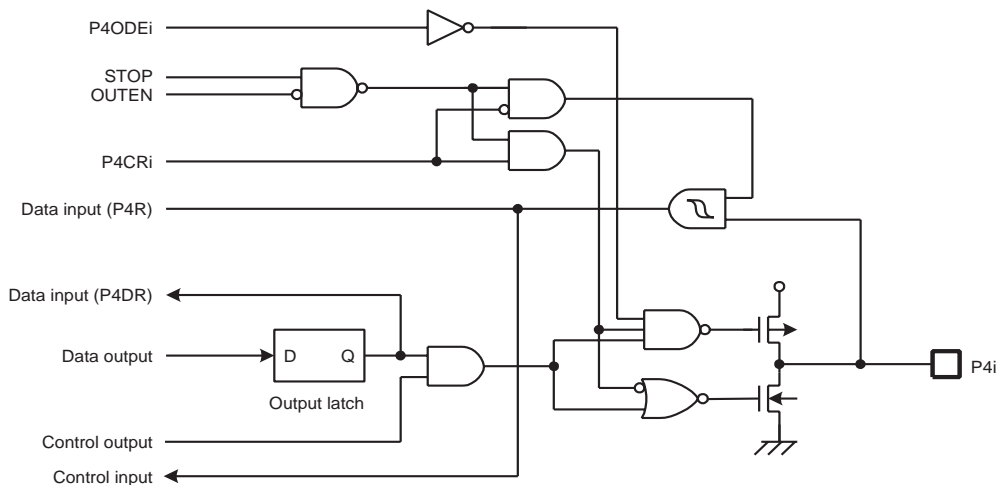 P4ODEi
STOP
OUTEN
P4CRi
Data input (P4R)
Data input (P4DR)
Data output
D Q
P4i
Output latch
Control output
Control input